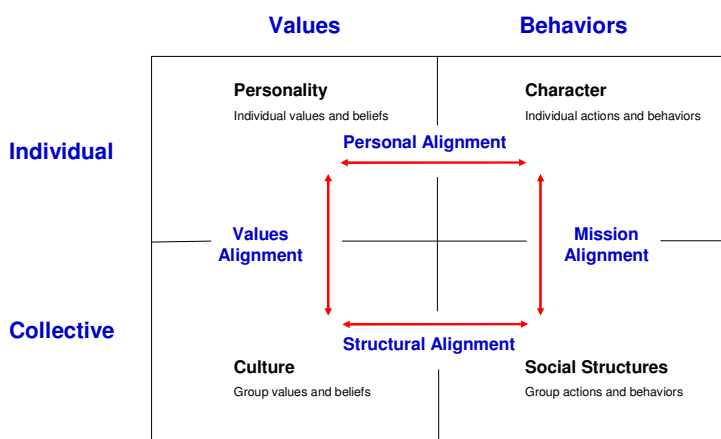 Values
Behaviors
Personality
Character
Individual values and beliefs
Individual actions and behaviors
Individual
Personal Alignment
Values
Alignment
Mission
Alignment
Collective
Structural Alignment
Culture
Social Structures
Group values and beliefs
Group actions and behaviors